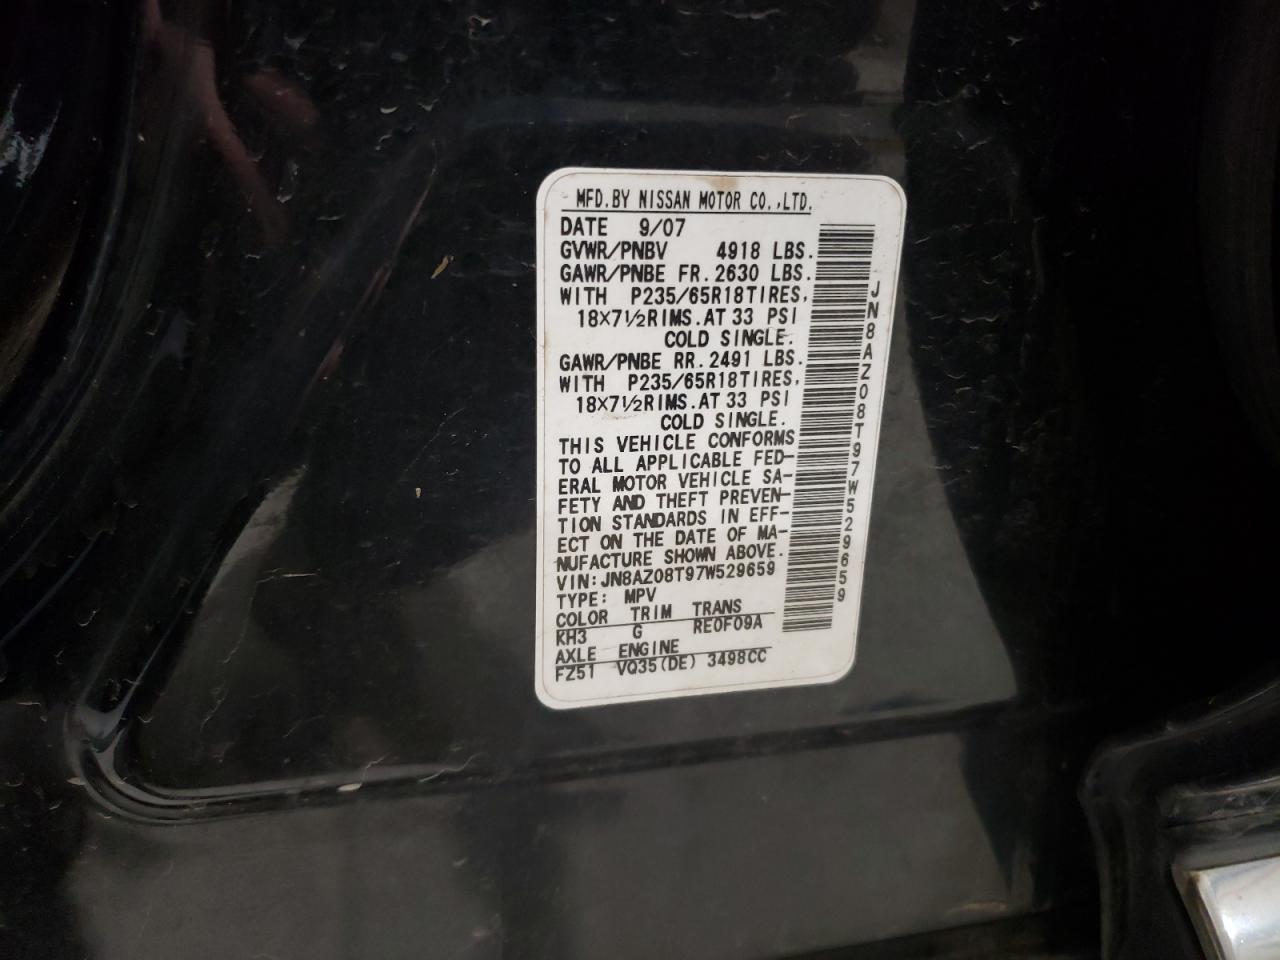 MFD.BY NISSAN MOTOR CO.,LTD.
DATE 9/07
GVWR/PNBV 4918 LBS.
GAWR/PNBE FR.2630 LBS.
WITH P235/65R18TIRES,
18×7½RIMS.AT 33 PSI
COLD SINGLE.
GAWR/PNBE RR.2491 LBS.
WITH P235/65R18TIRES,
18×7½RIMS.AT 33 PSI
COLD SINGLE.
THIS VEHICLE CONFORMS
TO ALL APPLICABLE FED-
ERAL MOTOR VEHICLE SA-
FETY AND THEFT PREVEN-
TION STANDARDS IN EFF-
ECT ON THE DATE OF MA-
NUFACTURE SHOWN ABOVE.
VIN:JN8AZ08T97W529659
TYPE: MPV
COLOR TRIM TRANS
KH3 G RE0F09A
AXLE ENGINE
FZ51 VQ35(DE) 3498CC
JN8AZ08T97W529659